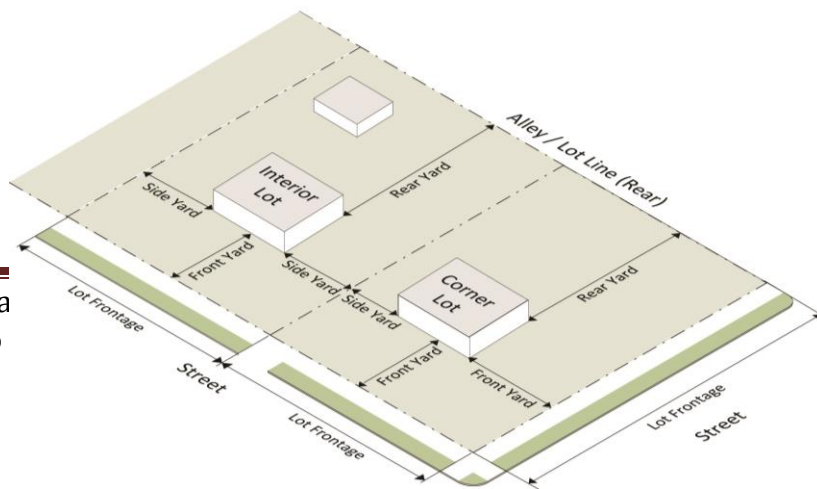 Alley / Lot Line (Rear)
Interior
Lot
Rear Yard
Side Yard
Front Yard
Side Yard
Side Yard
Corner
Lot
Rear Yard
Front Yard
Front Yard
Lot Frontage
Street
Lot Frontage
Lot Frontage
Street
a